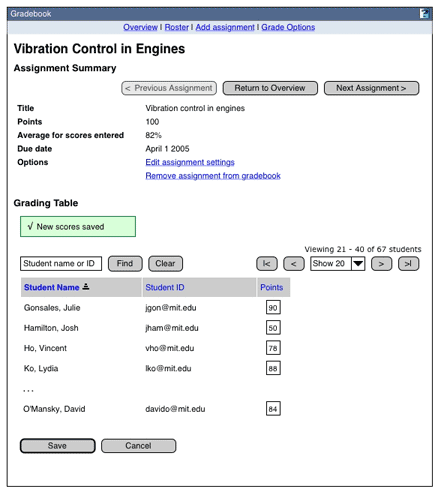 Gradebook ?
Overview | Roster | Add assignment | Grade Options
Vibration Control in Engines
Assignment Summary
< Previous Assignment Return to Overview Next Assignment >
Title Vibration control in engines
Points 100
Average for scores entered 82%
Due date April 1 2005
Options Edit assignment settings
Remove assignment from gradebook
Grading Table
√ New scores saved
Viewing 21 - 40 of 67 students
Student name or ID Find Clear |< < Show 20 > >|
Student Name Student ID Points
Gonsales, Julie jgon@mit.edu 90
Hamilton, Josh jham@mit.edu 50
Ho, Vincent vho@mit.edu 78
Ko, Lydia lko@mit.edu 88
. . .
O'Mansky, David davido@mit.edu 84
Save Cancel